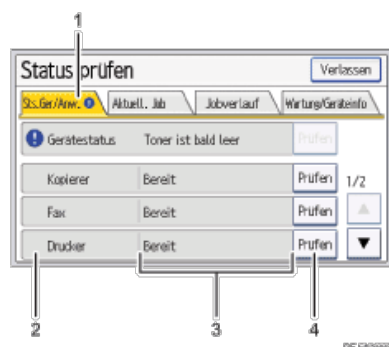 1
Status prüfen Verlassen
Sts.Ger/Anw. Aktuell. Job Jobverlauf Wartung/Geräteinfo
Gerätestatus Toner ist bald leer Prüfen
Kopierer Bereit Prüfen 1/2
Fax Bereit Prüfen
Drucker Bereit Prüfen ▼
2 3 4